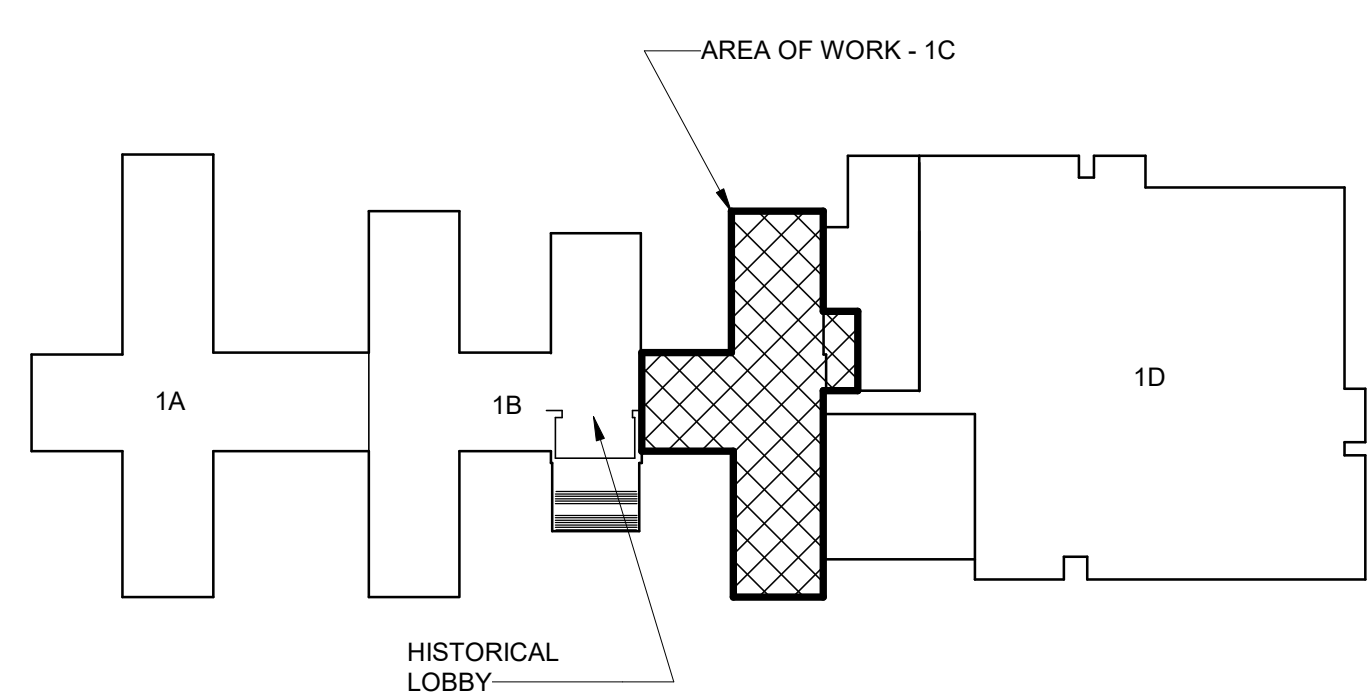 AREA OF WORK - 1C
1A
1B
1D
HISTORICAL
LOBBY